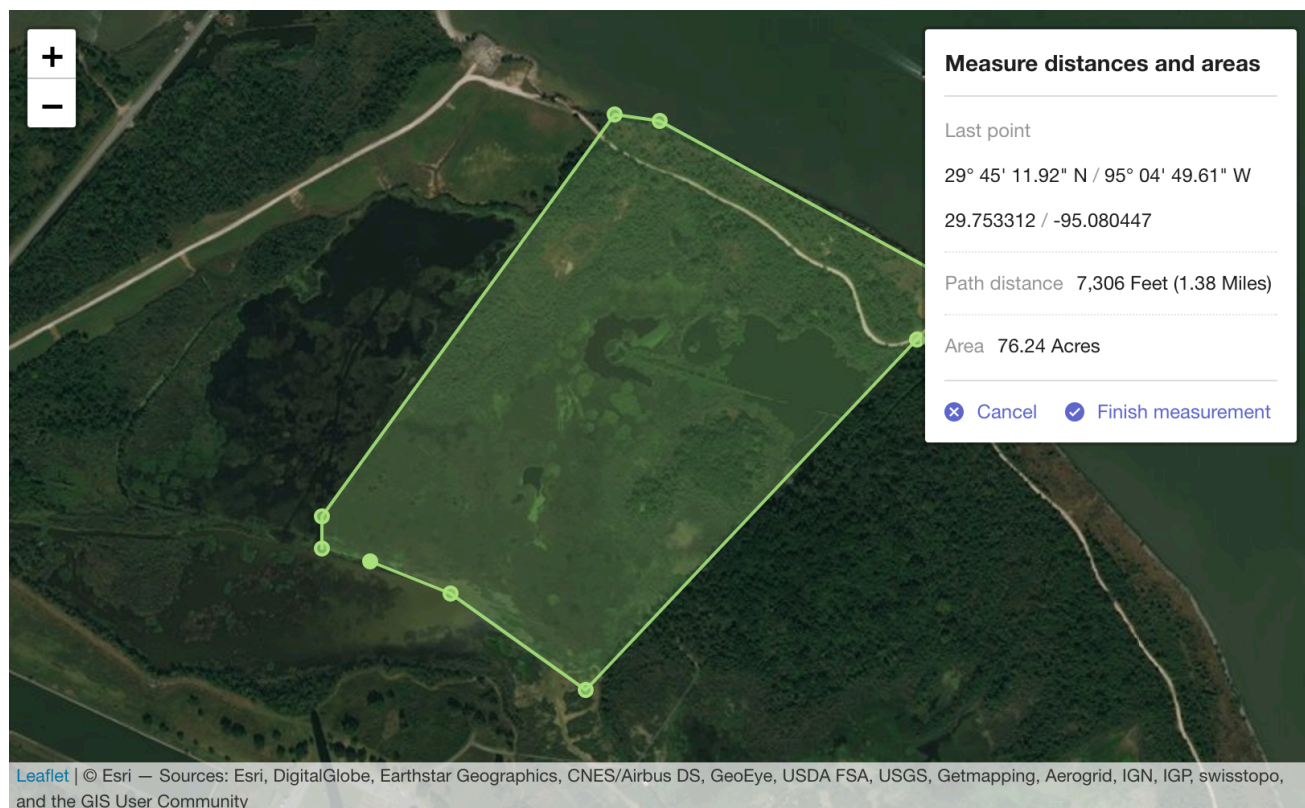 +
−
Measure distances and areas
Last point
29° 45' 11.92" N / 95° 04' 49.61" W
29.753312 / -95.080447
Path distance 7,306 Feet (1.38 Miles)
Area 76.24 Acres
Cancel Finish measurement
Leaflet | © Esri — Sources: Esri, DigitalGlobe, Earthstar Geographics, CNES/Airbus DS, GeoEye, USDA FSA, USGS, Getmapping, Aerogrid, IGN, IGP, swisstopo,
and the GIS User Community